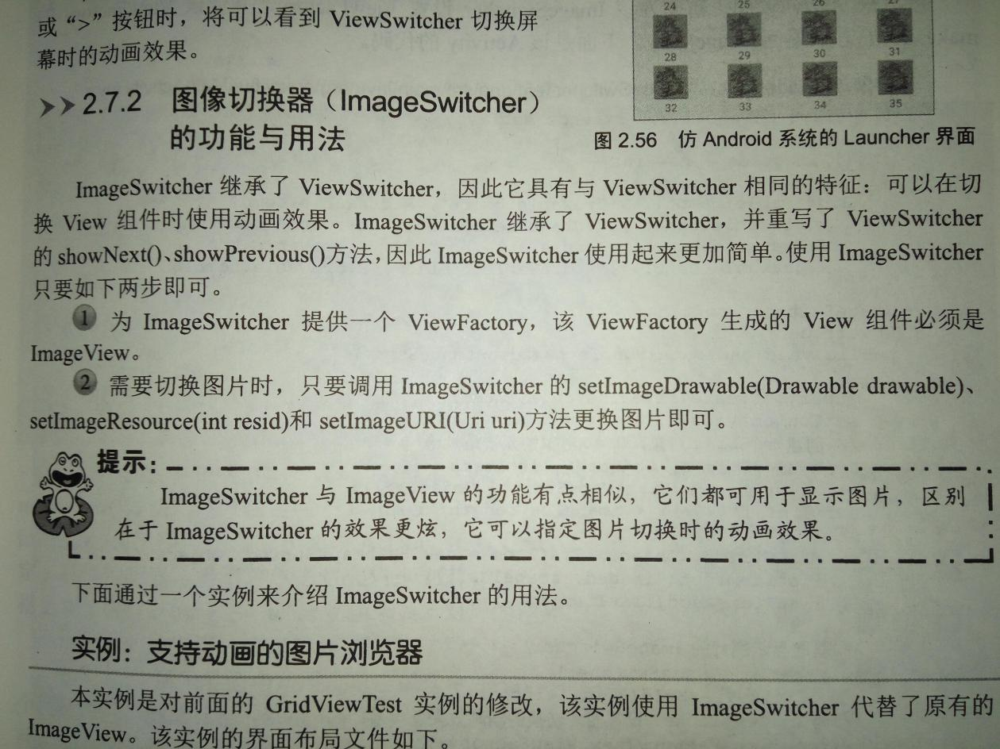 或“>”按钮时，将可以看到 ViewSwitcher 切换屏
幕时的动画效果。
24 25 26 27
28 29 30 31
32 33 34 35
图 2.56 仿 Android 系统的 Launcher 界面
2.7.2 图像切换器（ImageSwitcher）
的功能与用法
ImageSwitcher 继承了 ViewSwitcher，因此它具有与 ViewSwitcher 相同的特征：可以在切
换 View 组件时使用动画效果。ImageSwitcher 继承了 ViewSwitcher，并重写了 ViewSwitcher
的 showNext()、showPrevious()方法，因此 ImageSwitcher 使用起来更加简单。使用 ImageSwitcher
只要如下两步即可。
1 为 ImageSwitcher 提供一个 ViewFactory，该 ViewFactory 生成的 View 组件必须是
ImageView。
2 需要切换图片时，只要调用 ImageSwitcher 的 setImageDrawable(Drawable drawable)、
setImageResource(int resid)和 setImageURI(Uri uri)方法更换图片即可。
提示：
ImageSwitcher 与 ImageView 的功能有点相似，它们都可用于显示图片，区别
在于 ImageSwitcher 的效果更炫，它可以指定图片切换时的动画效果。
下面通过一个实例来介绍 ImageSwitcher 的用法。
实例：支持动画的图片浏览器
本实例是对前面的 GridViewTest 实例的修改，该实例使用 ImageSwitcher 代替了原有的
ImageView。该实例的界面布局文件如下。